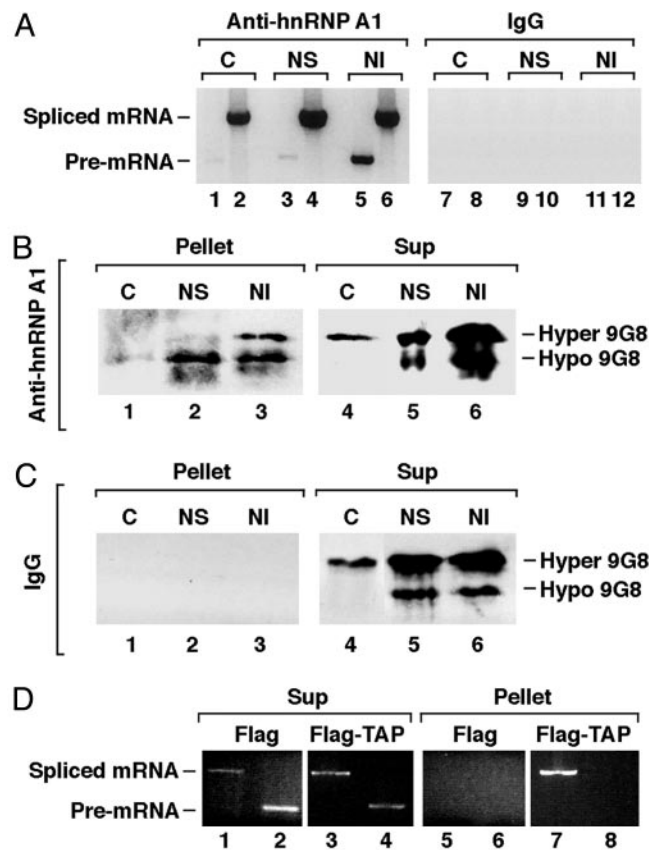 A
Anti-hnRNP A1 IgG
C NS NI C NS NI
Spliced mRNA
Pre-mRNA
1 2 3 4 5 6 7 8 9 10 11 12
B
Pellet Sup
C NS NI C NS NI
Anti-hnRNP A1
Hyper 9G8
Hypo 9G8
1 2 3 4 5 6
C
Pellet Sup
C NS NI C NS NI
IgG
Hyper 9G8
Hypo 9G8
1 2 3 4 5 6
D
Sup Pellet
Flag Flag-TAP Flag Flag-TAP
Spliced mRNA
Pre-mRNA
1 2 3 4 5 6 7 8